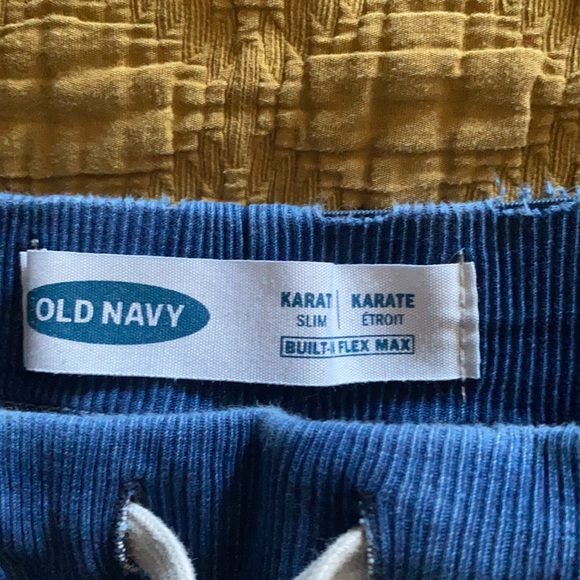 OLD NAVY
KARAT KARATE
SLIM ÉTROIT
BUILT-I FLEX MAX